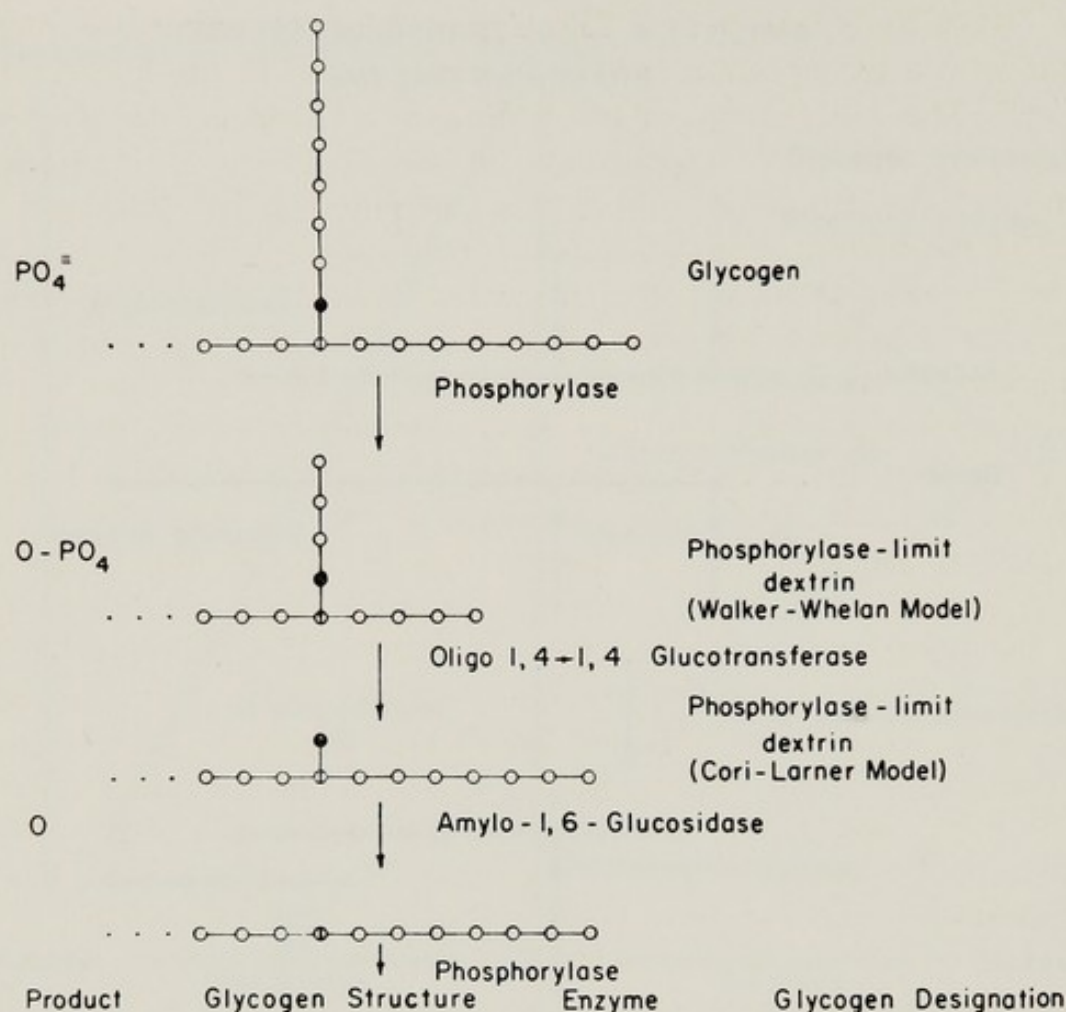 PO₄≡ Glycogen
. . .
Phosphorylase
O - PO₄ Phosphorylase - limit
dextrin
(Walker - Whelan Model)
. . .
Oligo 1, 4→1, 4 Glucotransferase
Phosphorylase - limit
dextrin
(Cori - Larner Model)
. . .
O Amylo - 1, 6 - Glucosidase
. . .
Phosphorylase
Product Glycogen Structure Enzyme Glycogen Designation